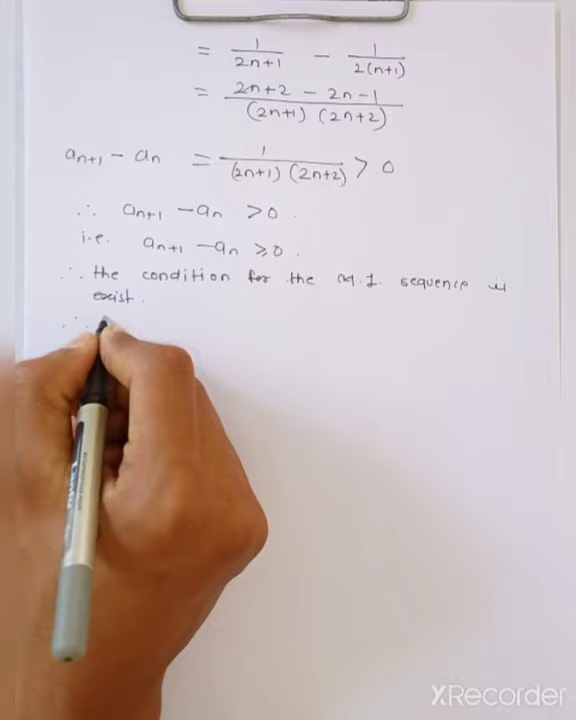 = 1/(2n+1) - 1/(2(n+1))
= (2n+2 - 2n-1)/((2n+1) (2n+2))
aₙ₊₁ - aₙ = 1/((2n+1) (2n+2)) > 0
∴ aₙ₊₁ - aₙ > 0.
i.e. aₙ₊₁ - aₙ ≥ 0.
∴ the condition for the M.I. sequence is
exist.
∴
XRecorder